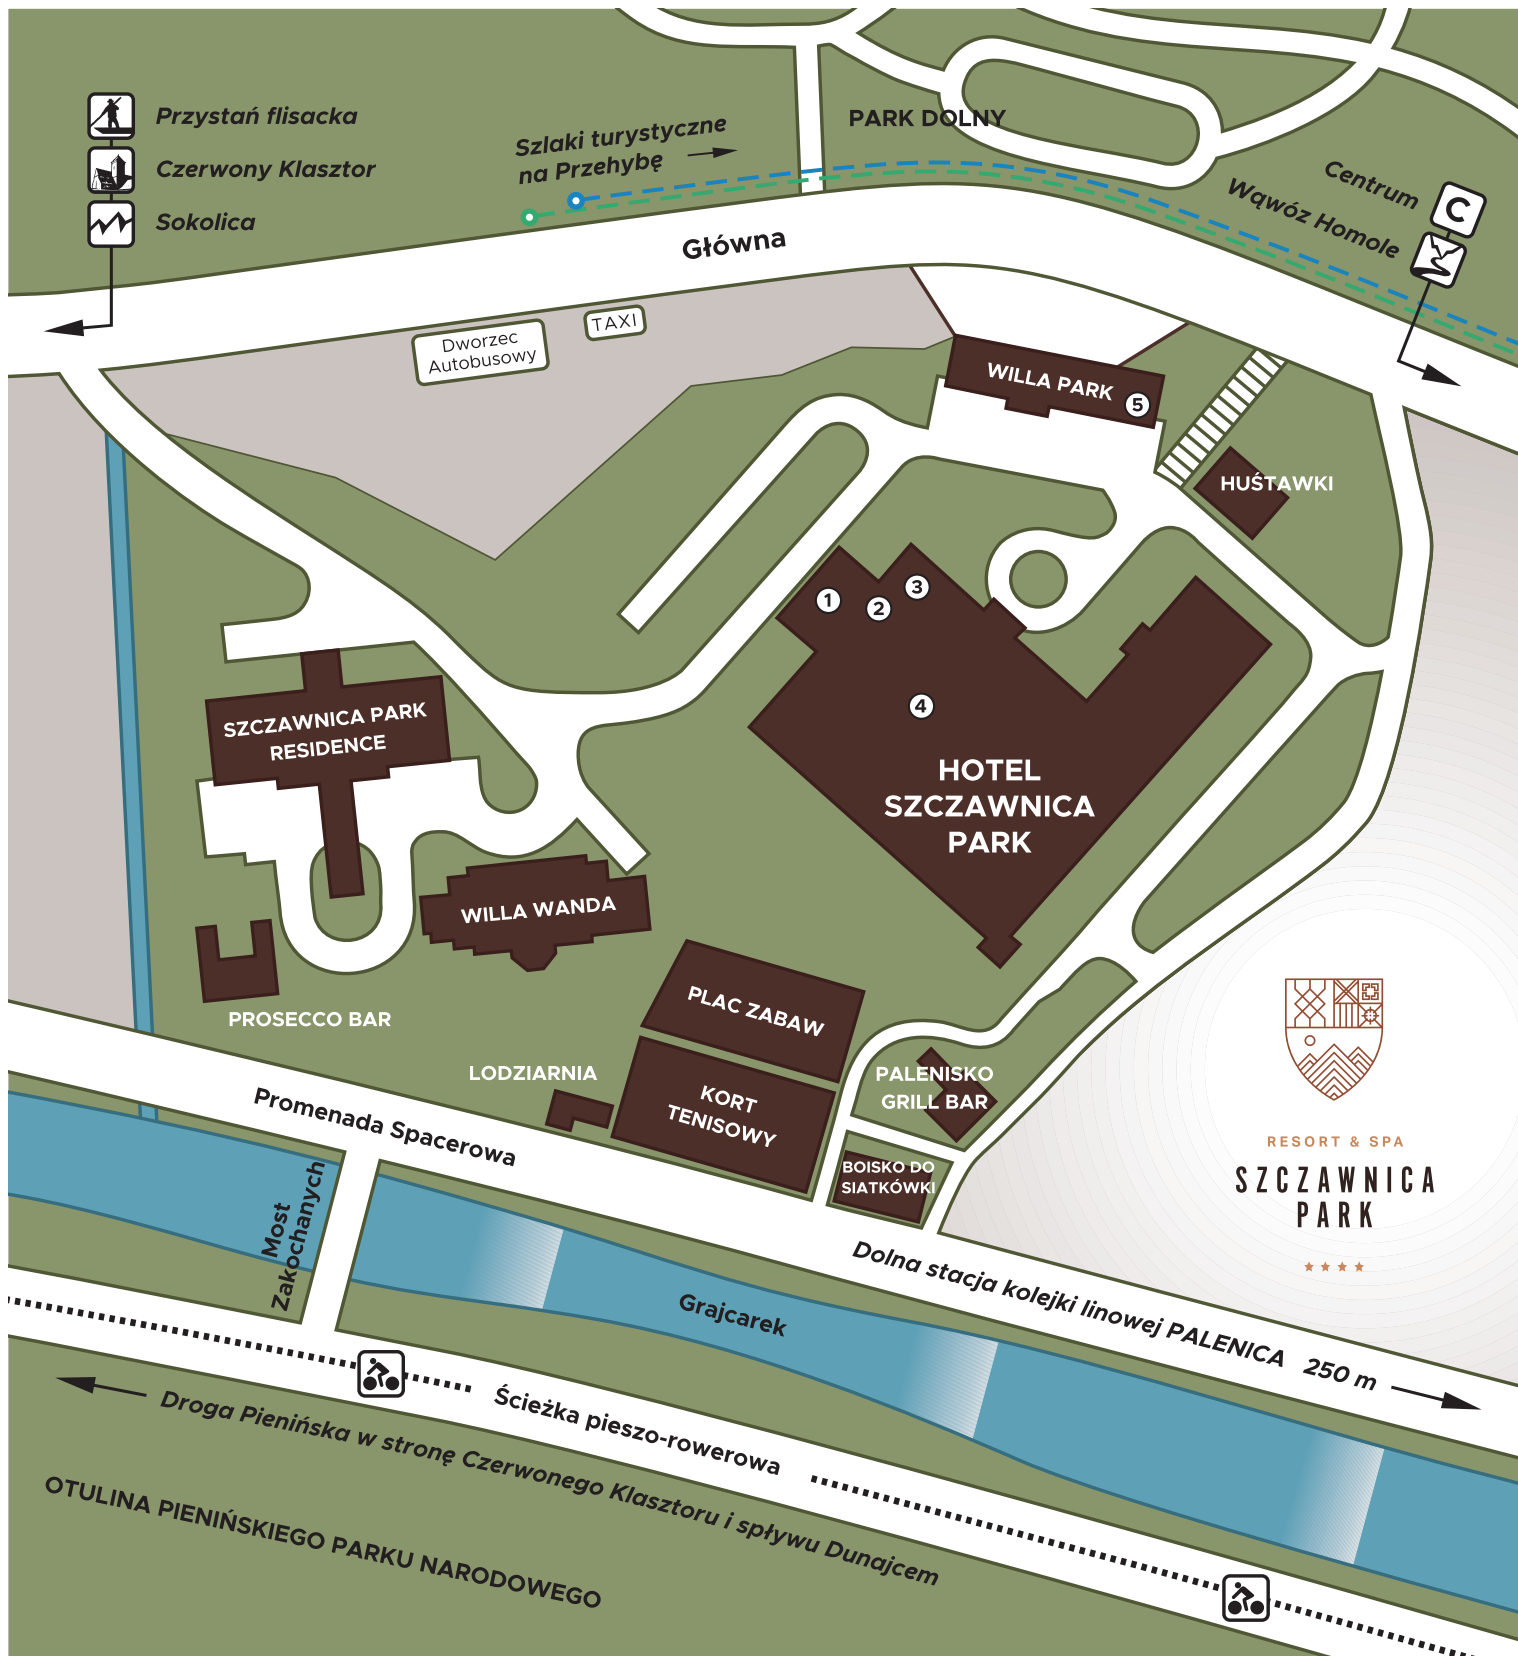 Przystań flisacka
Czerwony Klasztor
Sokolica
Szlaki turystyczne
na Przehybę
PARK DOLNY
Centrum
C
Wąwóz Homole
Główna
Dworzec
Autobusowy
TAXI
WILLA PARK
5
HUŚTAWKI
1
2
3
4
HOTEL
SZCZAWNICA
PARK
SZCZAWNICA PARK
RESIDENCE
WILLA WANDA
PROSECCO BAR
PLAC ZABAW
LODZIARNIA
KORT
TENISOWY
PALENISKO
GRILL BAR
BOISKO DO
SIATKÓWKI
RESORT & SPA
SZCZAWNICA
PARK
Promenada Spacerowa
Most
Zakochanych
Dolna stacja kolejki linowej PALENICA 250 m
Grajcarek
Ścieżka pieszo-rowerowa
Droga Pienińska w stronę Czerwonego Klasztoru i spływu Dunajcem
OTULINA PIENIŃSKIEGO PARKU NARODOWEGO